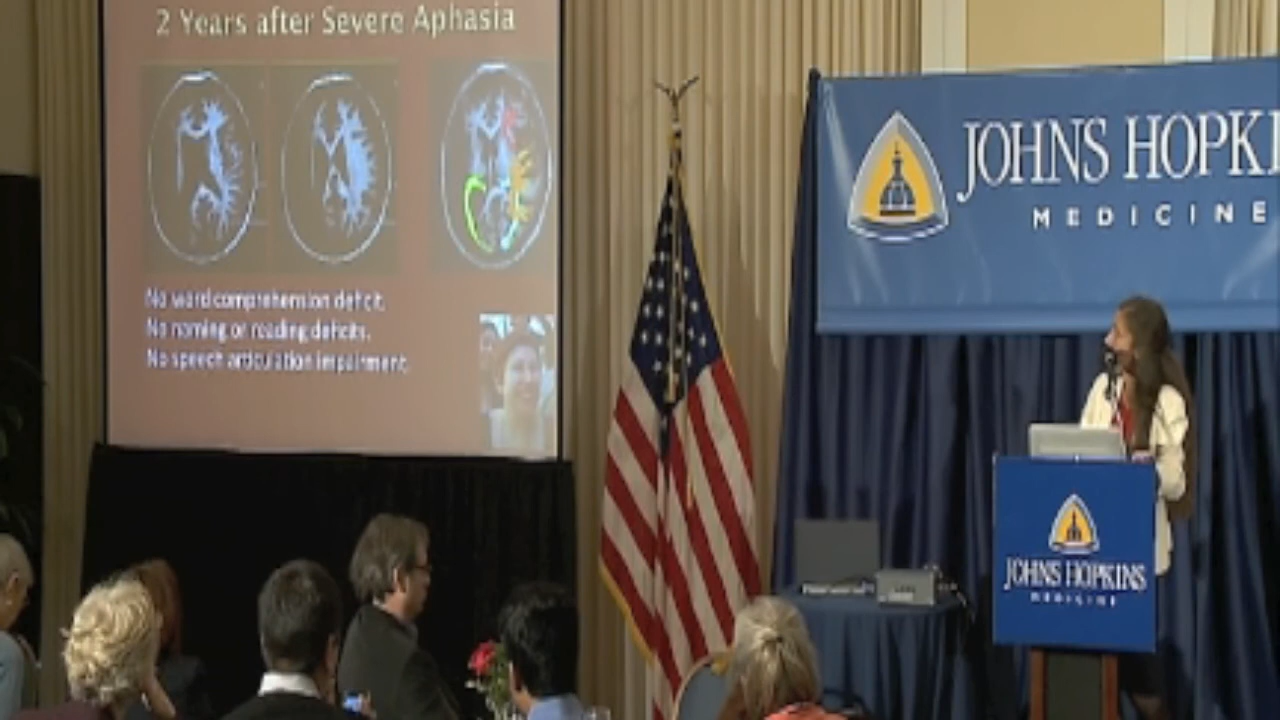 2 Years after Severe Aphasia
No word comprehension deficit.
No naming or reading deficits.
No speech articulation impairment.
JOHNS HOPKI
MEDICINE
JOHNS HOPKINS
MEDICINE